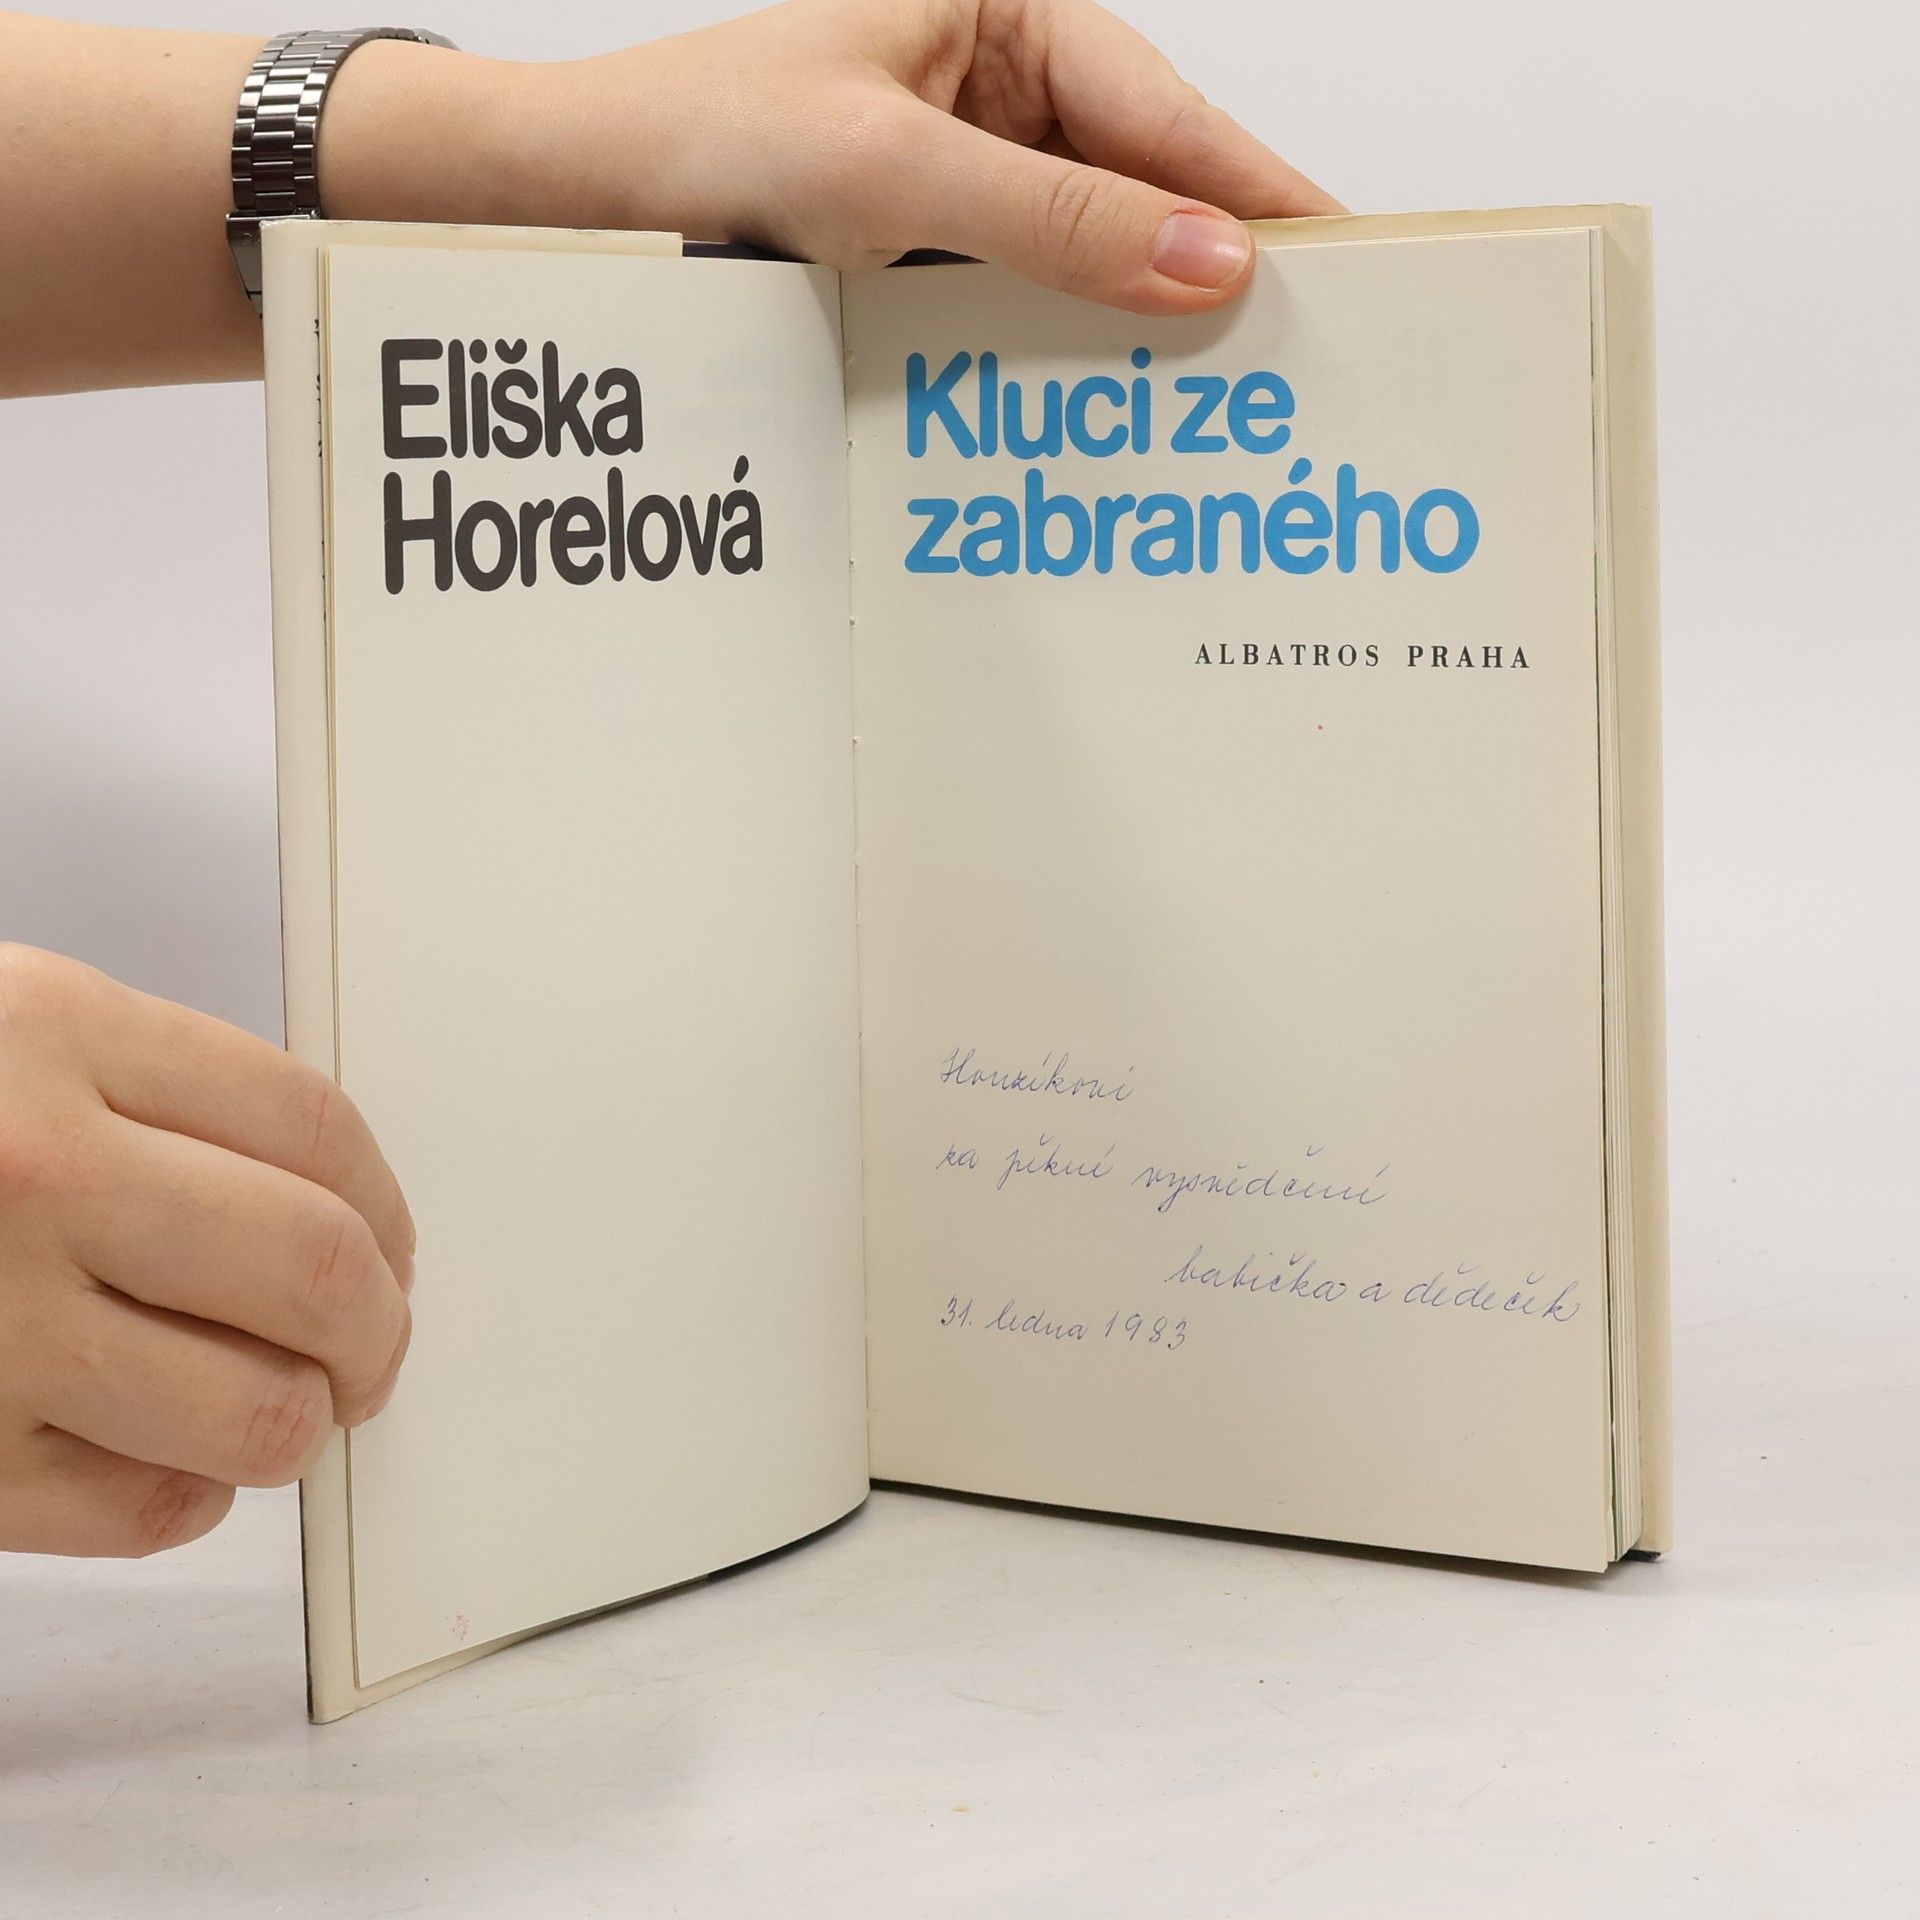 Eliška
Horelová
Kluci ze
zabraného
ALBATROS PRAHA
Honzíkovi
za pěkné vysvědčení
babička a dědeček
31. ledna 1983